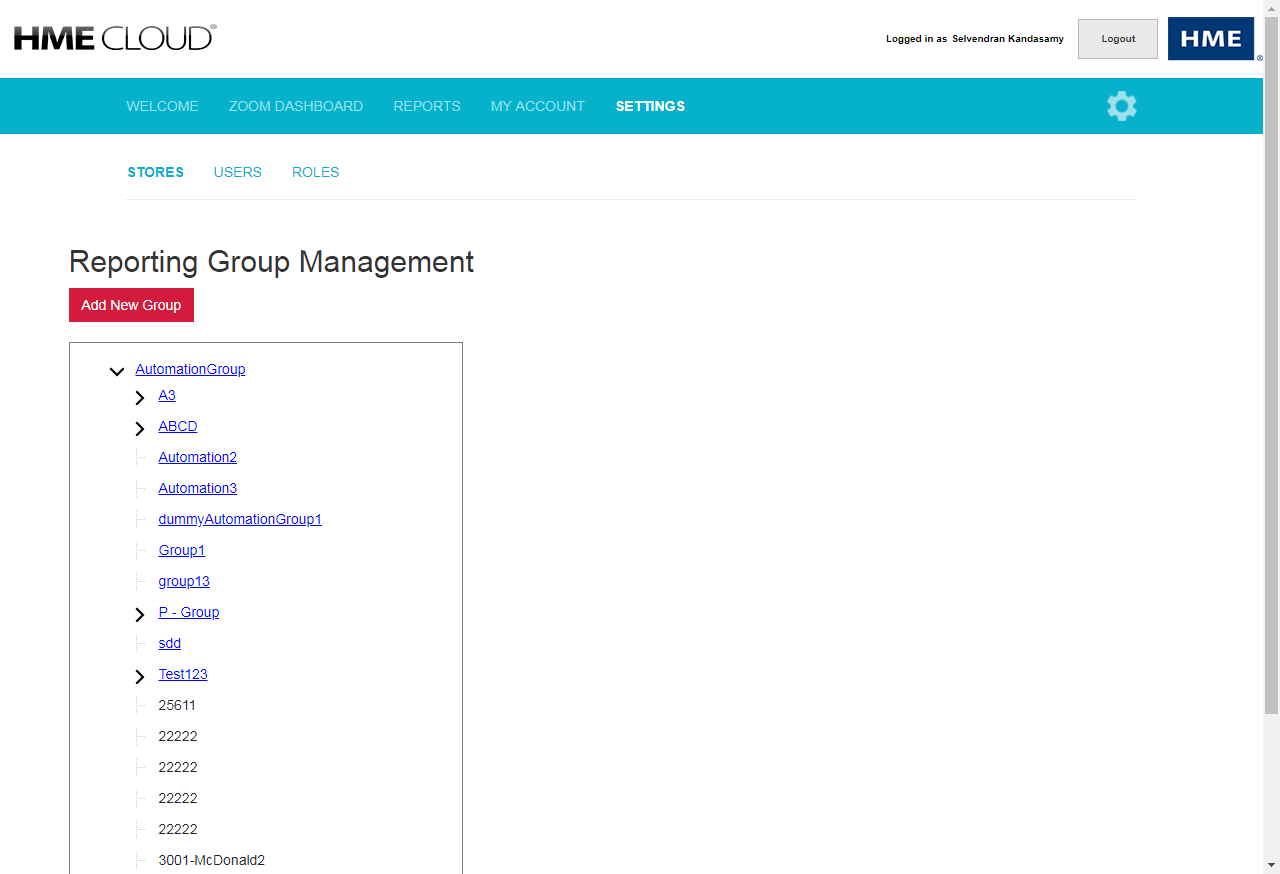 HME CLOUD®
Logged in as Selvendran Kandasamy
Logout
HME®
WELCOME ZOOM DASHBOARD REPORTS MY ACCOUNT SETTINGS
STORES USERS ROLES
Reporting Group Management
Add New Group
AutomationGroup
A3
ABCD
Automation2
Automation3
dummyAutomationGroup1
Group1
group13
P - Group
sdd
Test123
25611
22222
22222
22222
22222
3001-McDonald2